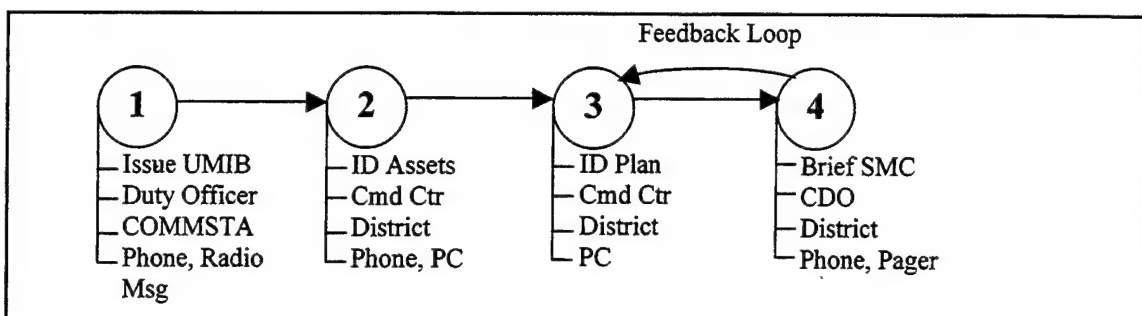 Feedback Loop
1
2
3
4
Issue UMIB
Duty Officer
COMMSTA
Phone, Radio
Msg
ID Assets
Cmd Ctr
District
Phone, PC
ID Plan
Cmd Ctr
District
PC
Brief SMC
CDO
District
Phone, Pager